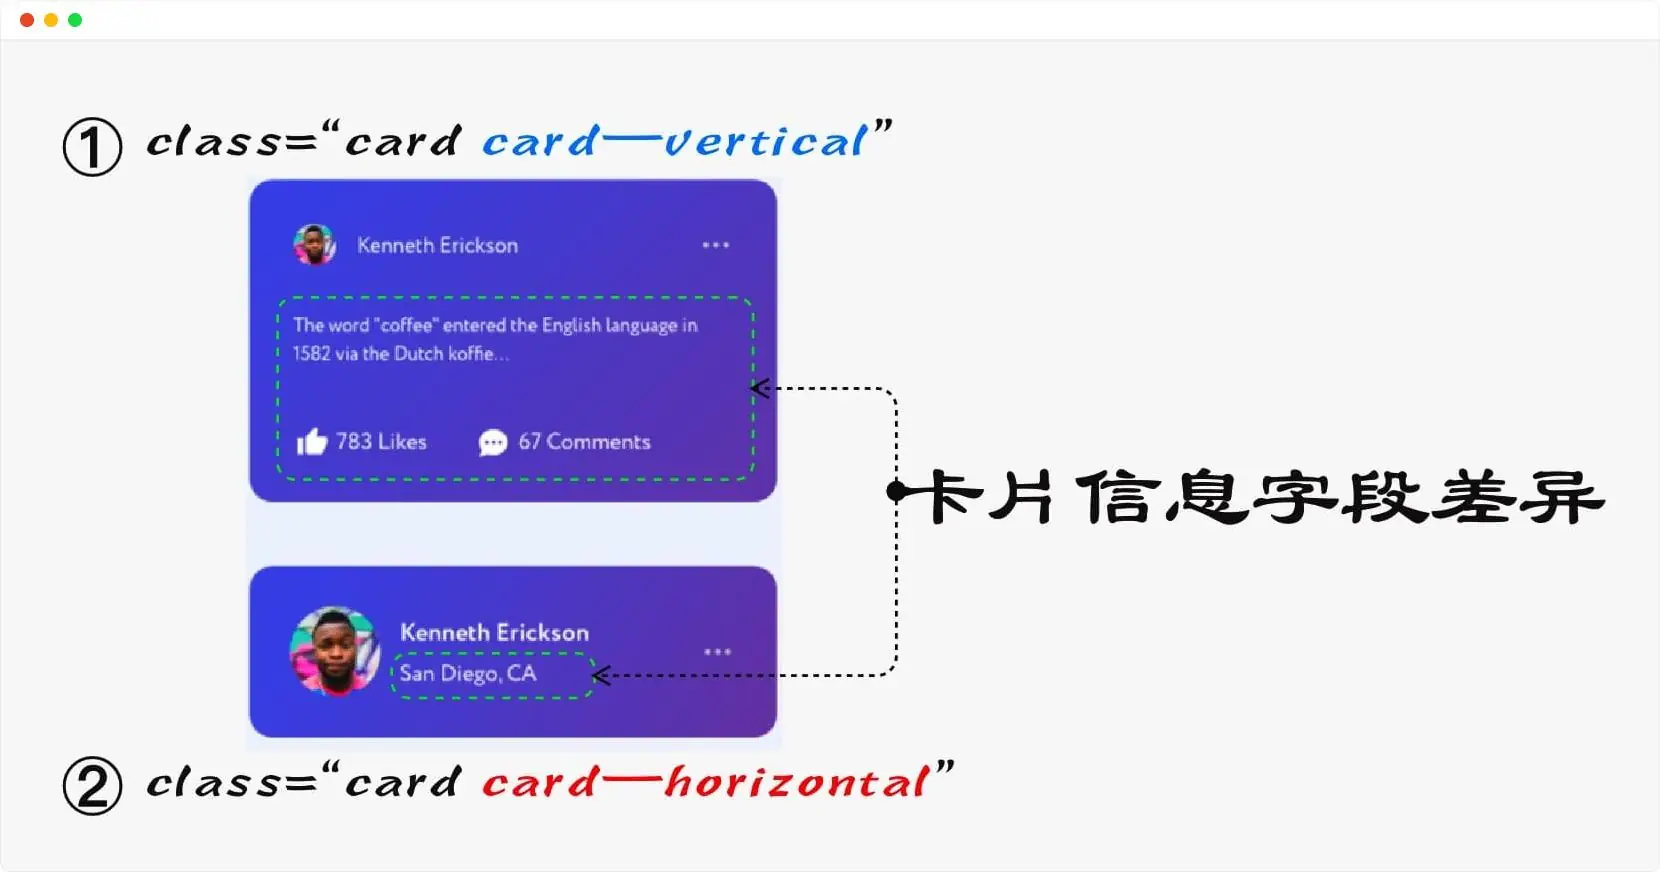 ① class=“card card—vertical”
Kenneth Erickson
The word "coffee" entered the English language in
1582 via the Dutch koffie...
783 Likes 67 Comments
卡片信息字段差异
Kenneth Erickson
San Diego, CA
② class=“card card—horizontal”